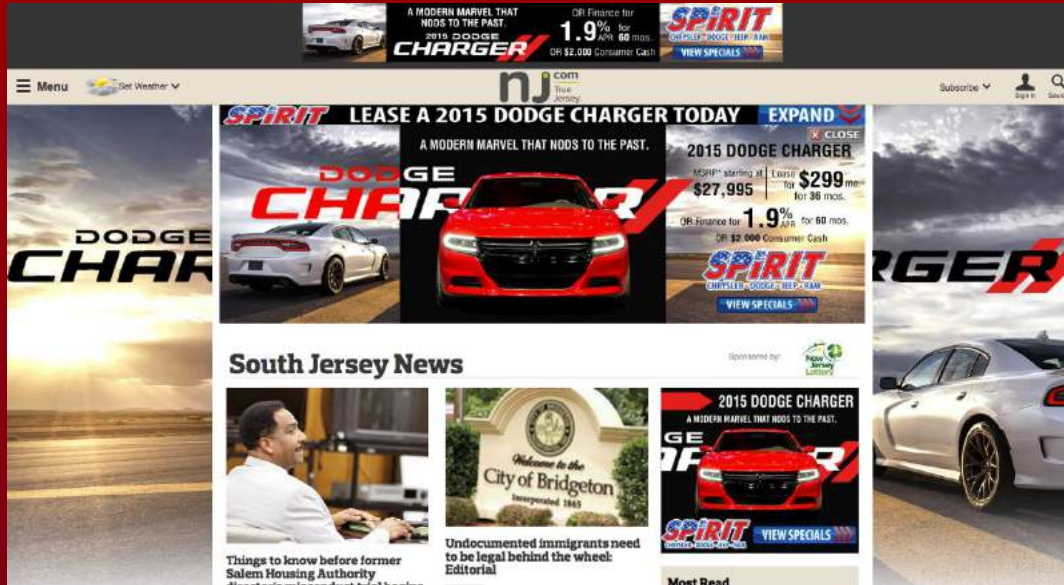 A MODERN MARVEL THAT
NODS TO THE PAST.
2015 DODGE
CHARGER
OR Finance for
1.9% APR for 60 mos.
OR $2,000 Consumer Cash
SPiRiT
CHRYSLER • DODGE • JEEP • RAM
VIEW SPECIALS
Menu
Set Weather
nj.com
True
Jersey.
Subscribe
Sign in
SPiRiT LEASE A 2015 DODGE CHARGER TODAY EXPAND
X CLOSE
A MODERN MARVEL THAT NODS TO THE PAST.
DODGE
CHAR
2015 DODGE CHARGER
MSRP* starting at
$27,995
Lease for $299 mo.
for 36 mos.
OR Finance for 1.9% APR for 60 mos.
OR $2,000 Consumer Cash
SPiRiT
CHRYSLER • DODGE • JEEP • RAM
VIEW SPECIALS
DODGE
CHAR
RGER
South Jersey News
Sponsored by:
New
Jersey
Lottery
Welcome to the
City of Bridgeton
Incorporated 1865
2015 DODGE CHARGER
A MODERN MARVEL THAT NODS TO THE PAST.
GE
SPiRiT
CHRYSLER • DODGE • JEEP • RAM
VIEW SPECIALS
Things to know before former
Salem Housing Authority
Undocumented immigrants need
to be legal behind the wheel:
Editorial
Most Read